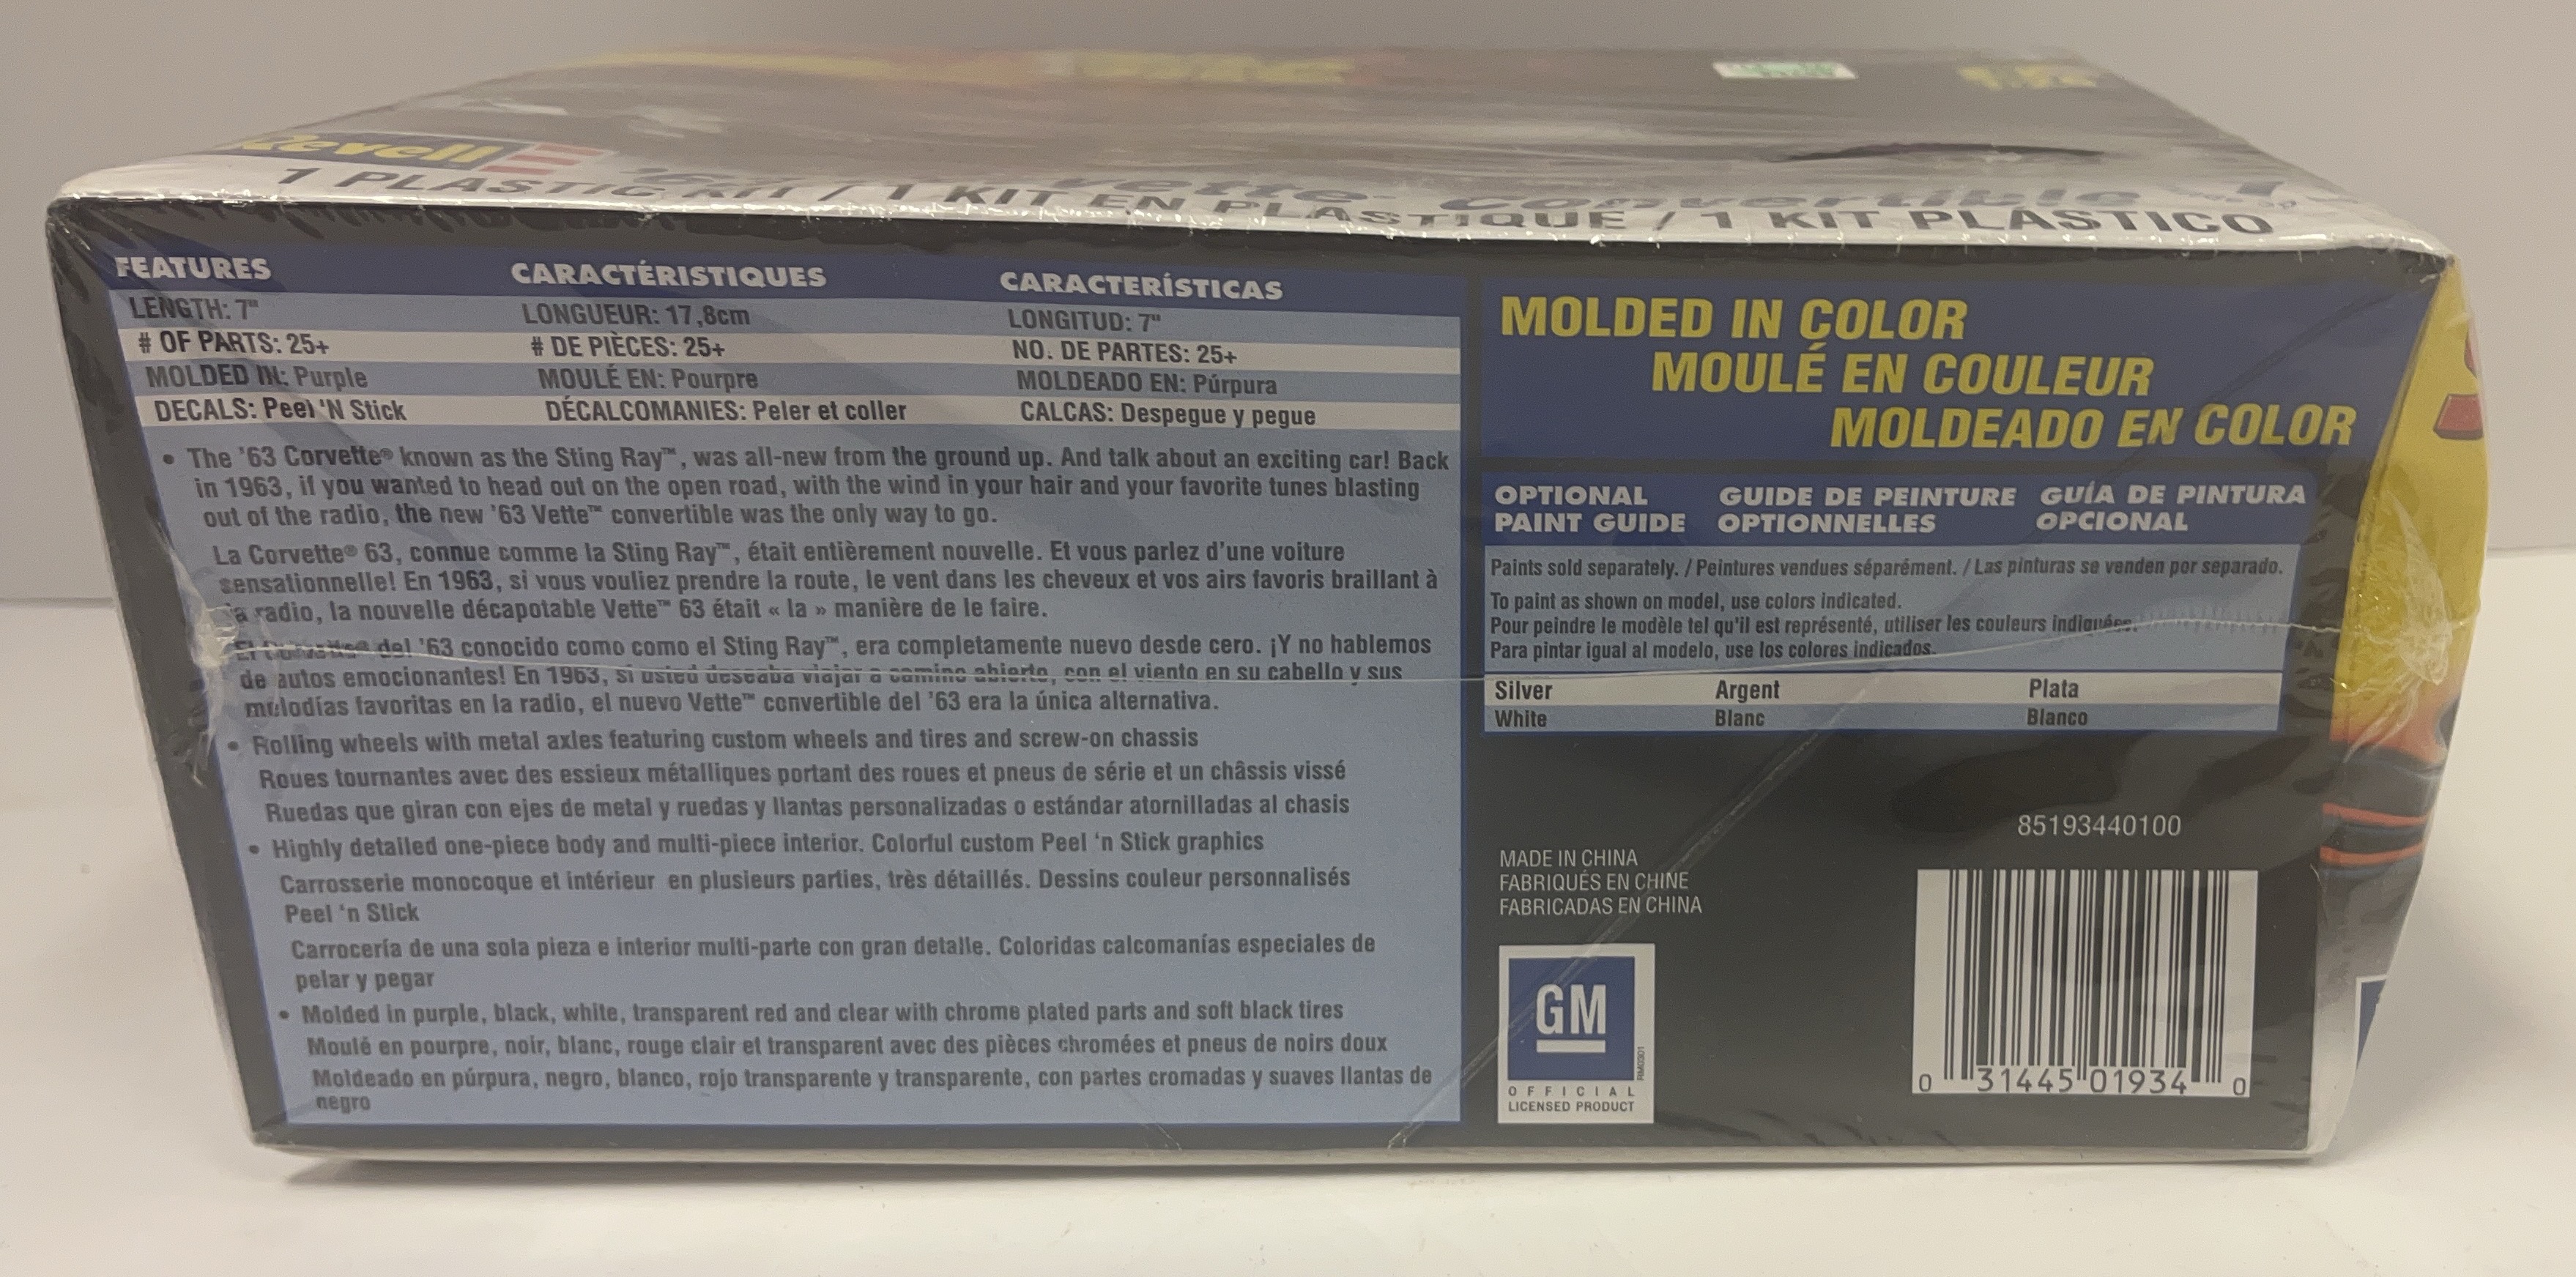 Revell
1 PLASTIC KIT / 1 KIT EN PLASTIQUE / 1 KIT PLÁSTICO
Convertible
FEATURES
LENGTH: 7"
# OF PARTS: 25+
MOLDED IN: Purple
DECALS: Peel 'N Stick
CARACTÉRISTIQUES
LONGUEUR: 17,8cm
# DE PIÈCES: 25+
MOULÉ EN: Pourpre
DÉCALCOMANIES: Peler et coller
CARACTERÍSTICAS
LONGITUD: 7"
NO. DE PARTES: 25+
MOLDEADO EN: Púrpura
CALCAS: Despegue y pegue
• The '63 Corvette® known as the Sting Ray™, was all-new from the ground up. And talk about an exciting car! Back
in 1963, if you wanted to head out on the open road, with the wind in your hair and your favorite tunes blasting
out of the radio, the new '63 Vette™ convertible was the only way to go.
La Corvette® 63, connue comme la Sting Ray™, était entièrement nouvelle. Et vous parlez d'une voiture
sensationnelle! En 1963, si vous vouliez prendre la route, le vent dans les cheveux et vos airs favoris braillant à
la radio, la nouvelle décapotable Vette™ 63 était « la » manière de le faire.
El Corvette® del '63 conocido como como el Sting Ray™, era completamente nuevo desde cero. ¡Y no hablemos
de autos emocionantes! En 1963, si usted deseaba viajar a camino abierto, con el viento en su cabello y sus
melodías favoritas en la radio, el nuevo Vette™ convertible del '63 era la única alternativa.
• Rolling wheels with metal axles featuring custom wheels and tires and screw-on chassis
Roues tournantes avec des essieux métalliques portant des roues et pneus de série et un châssis vissé
Ruedas que giran con ejes de metal y ruedas y llantas personalizadas o estándar atornilladas al chasis
• Highly detailed one-piece body and multi-piece interior. Colorful custom Peel 'n Stick graphics
Carrosserie monocoque et intérieur en plusieurs parties, très détaillés. Dessins couleur personnalisés
Peel 'n Stick
Carrocería de una sola pieza e interior multi-parte con gran detalle. Coloridas calcomanías especiales de
pelar y pegar
• Molded in purple, black, white, transparent red and clear with chrome plated parts and soft black tires
Moulé en pourpre, noir, blanc, rouge clair et transparent avec des pièces chromées et pneus de noirs doux
Moldeado en púrpura, negro, blanco, rojo transparente y transparente, con partes cromadas y suaves llantas de
negro
MOLDED IN COLOR
MOULÉ EN COULEUR
MOLDEADO EN COLOR
OPTIONAL
PAINT GUIDE
GUIDE DE PEINTURE
OPTIONNELLES
GUÍA DE PINTURA
OPCIONAL
Paints sold separately. / Peintures vendues séparément. / Las pinturas se venden por separado.
To paint as shown on model, use colors indicated.
Pour peindre le modèle tel qu'il est représenté, utiliser les couleurs indiquées.
Para pintar igual al modelo, use los colores indicados.
Silver Argent Plata
White Blanc Blanco
MADE IN CHINA
FABRIQUÉS EN CHINE
FABRICADAS EN CHINA
GM
OFFICIAL
LICENSED PRODUCT
85193440100
0 31445 01934 0